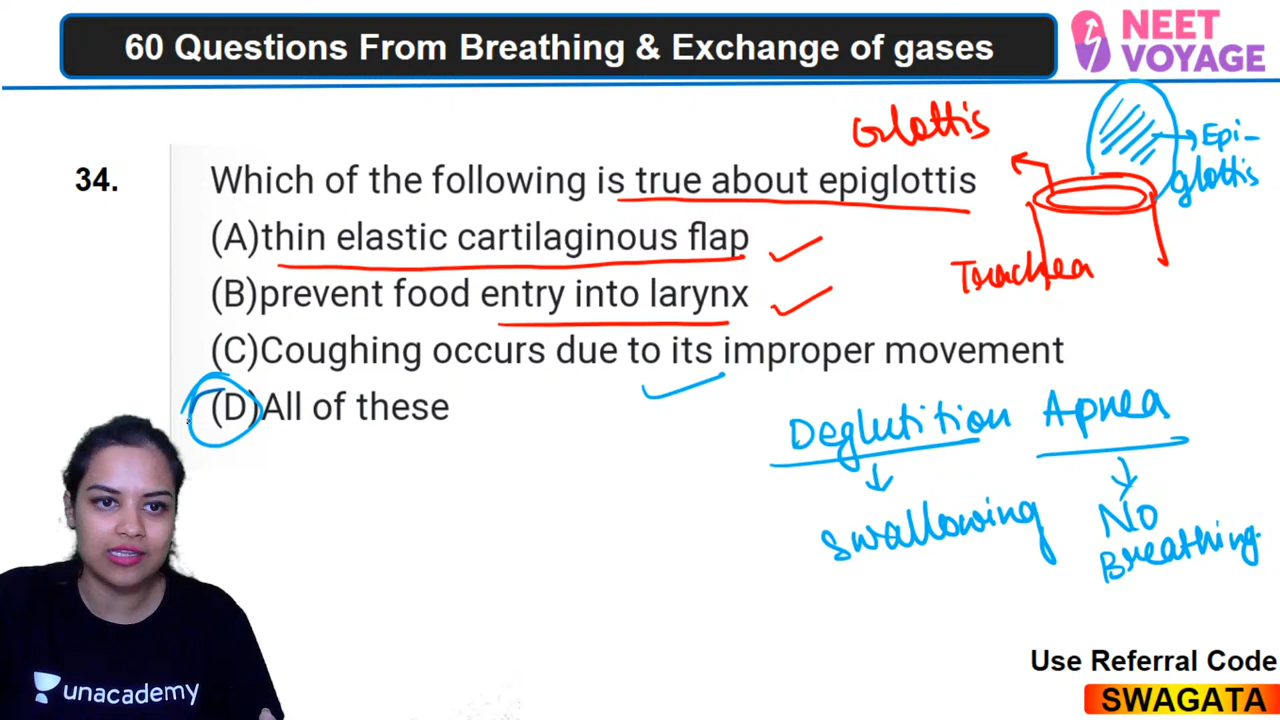 60 Questions From Breathing & Exchange of gases
NEET
VOYAGE
Glottis
Epi-
glottis
Trachea
34.
Which of the following is true about epiglottis
(A)thin elastic cartilaginous flap
(B)prevent food entry into larynx
(C)Coughing occurs due to its improper movement
(D)All of these
Deglutition Apnea
Swallowing
No
Breathing.
unacademy
Use Referral Code
SWAGATA